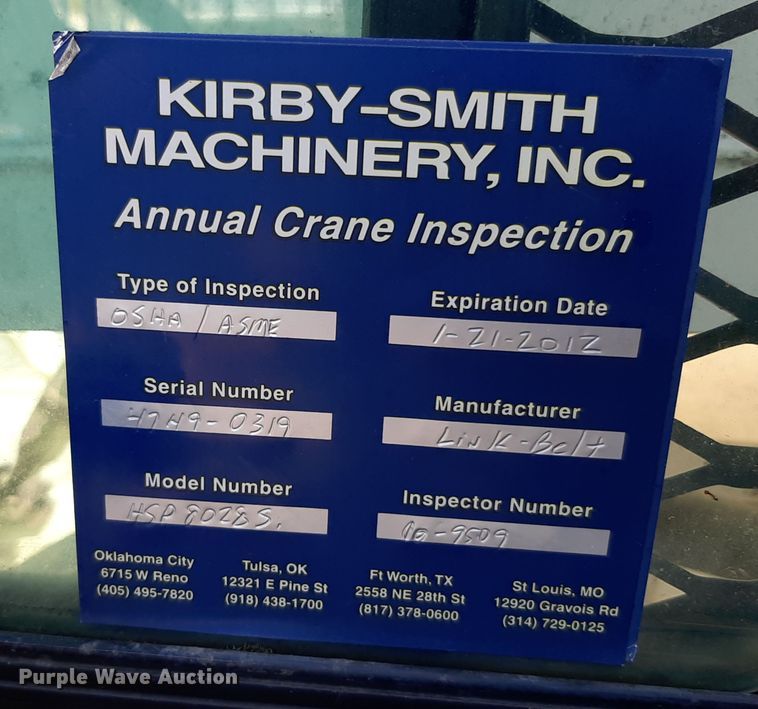 KIRBY-SMITH
MACHINERY, INC.
Annual Crane Inspection
Type of Inspection
OSHA / ASME
Expiration Date
1-21-2012
Serial Number
47H9-0319
Manufacturer
Link-Belt
Model Number
HSP 8028S.
Inspector Number
-9509
Oklahoma City
6715 W Reno
(405) 495-7820
Tulsa, OK
12321 E Pine St
(918) 438-1700
Ft Worth, TX
2558 NE 28th St
(817) 378-0600
St Louis, MO
12920 Gravois Rd
(314) 729-0125
Purple Wave Auction